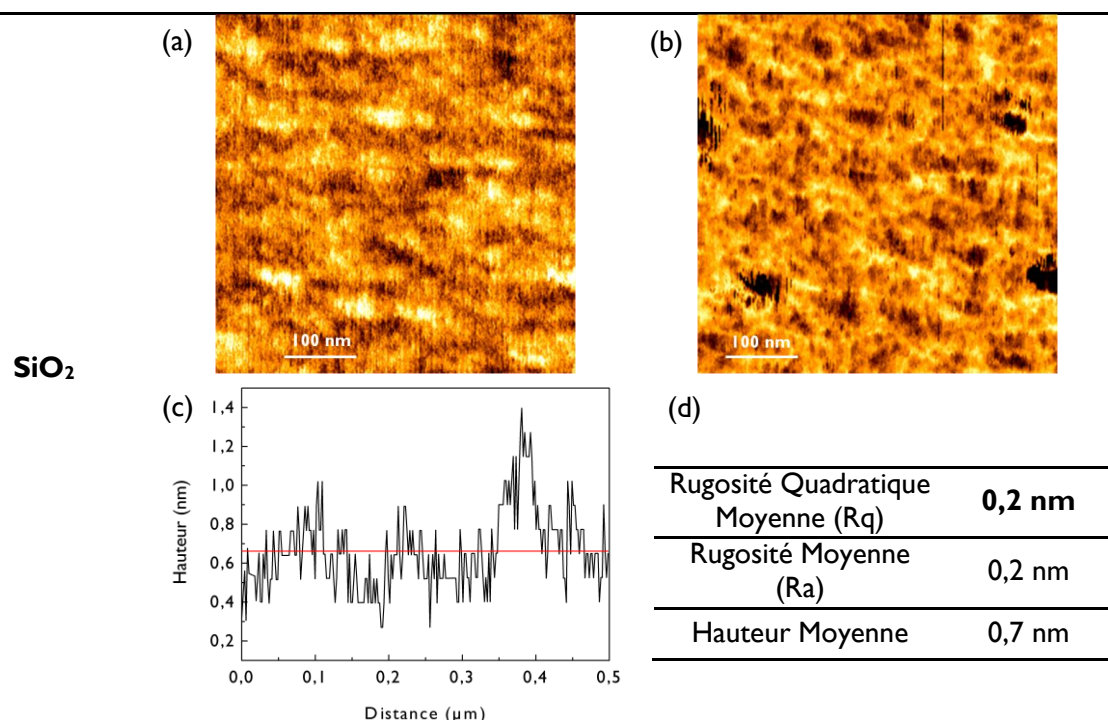 (a)
(b)
100 nm
100 nm
SiO₂
(c)
(d)
1,4
1,2
1,0
0,8
0,6
0,4
0,2
Hauteur (nm)
0,0 0,1 0,2 0,3 0,4 0,5
Distance (µm)
Rugosité Quadratique
Moyenne (Rq)
0,2 nm
Rugosité Moyenne
(Ra)
0,2 nm
Hauteur Moyenne 0,7 nm